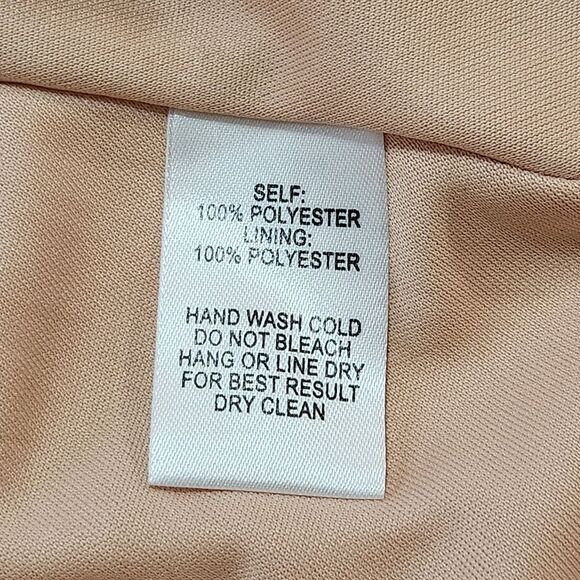 SELF:
100% POLYESTER
LINING:
100% POLYESTER
HAND WASH COLD
DO NOT BLEACH
HANG OR LINE DRY
FOR BEST RESULT
DRY CLEAN